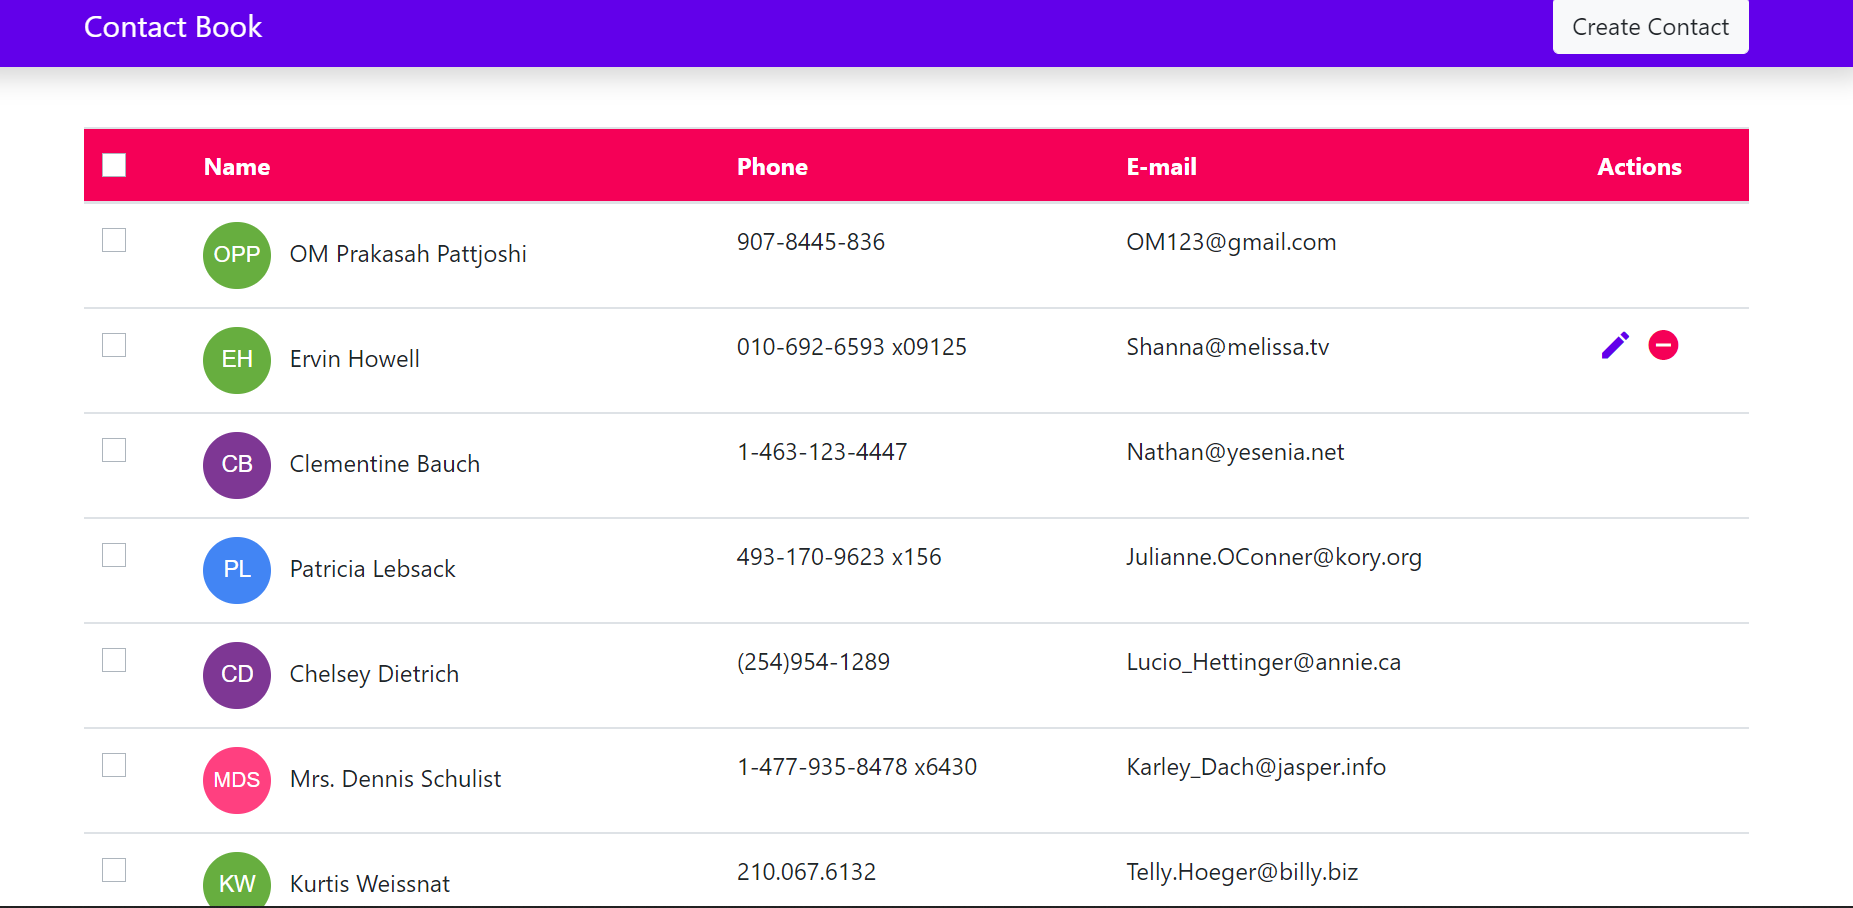 Contact Book Create Contact
Name Phone E-mail Actions
OPP OM Prakasah Pattjoshi 907-8445-836 OM123@gmail.com
EH Ervin Howell 010-692-6593 x09125 Shanna@melissa.tv
CB Clementine Bauch 1-463-123-4447 Nathan@yesenia.net
PL Patricia Lebsack 493-170-9623 x156 Julianne.OConner@kory.org
CD Chelsey Dietrich (254)954-1289 Lucio_Hettinger@annie.ca
MDS Mrs. Dennis Schulist 1-477-935-8478 x6430 Karley_Dach@jasper.info
KW Kurtis Weissnat 210.067.6132 Telly.Hoeger@billy.biz